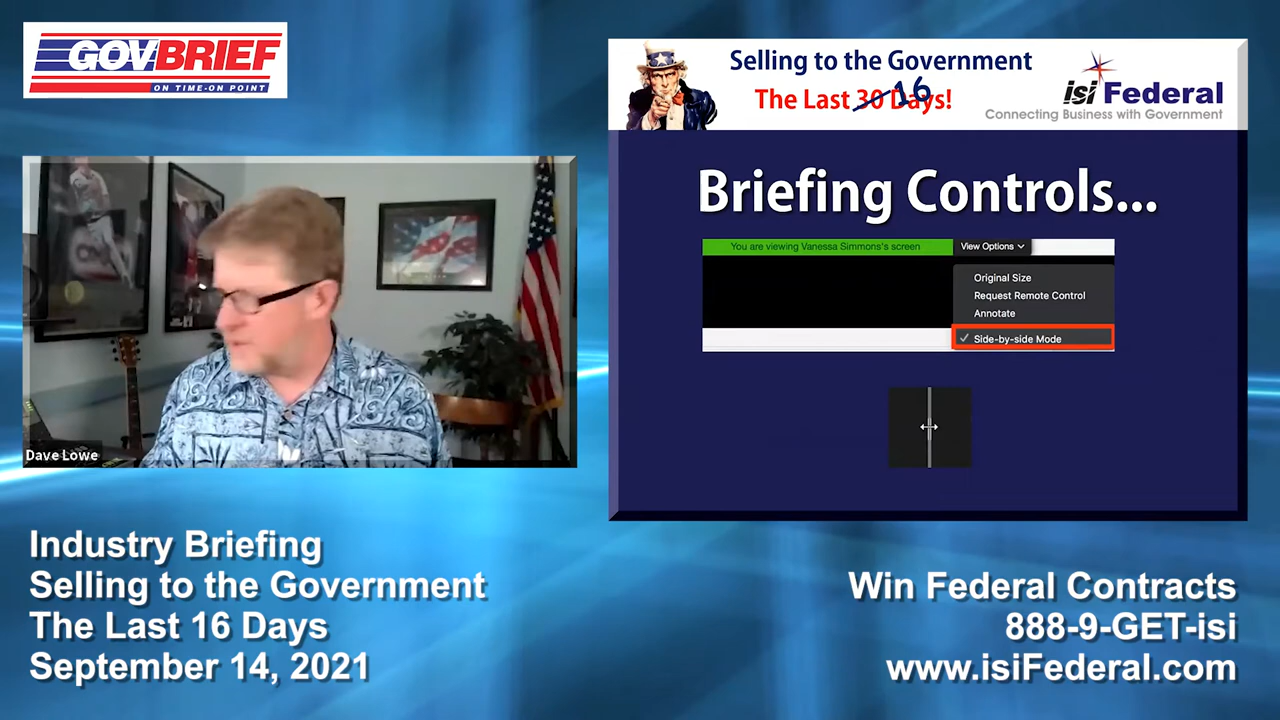 GOVBRIEF
ON TIME-ON POINT
Dave Lowe
Industry Briefing
Selling to the Government
The Last 16 Days
September 14, 2021
Selling to the Government
The Last 30 16 Days!
isi Federal
Connecting Business with Government
Briefing Controls...
You are viewing Vanessa Simmons's screen
View Options
Original Size
Request Remote Control
Annotate
✓ Side-by-side Mode
Win Federal Contracts
888-9-GET-isi
www.isiFederal.com